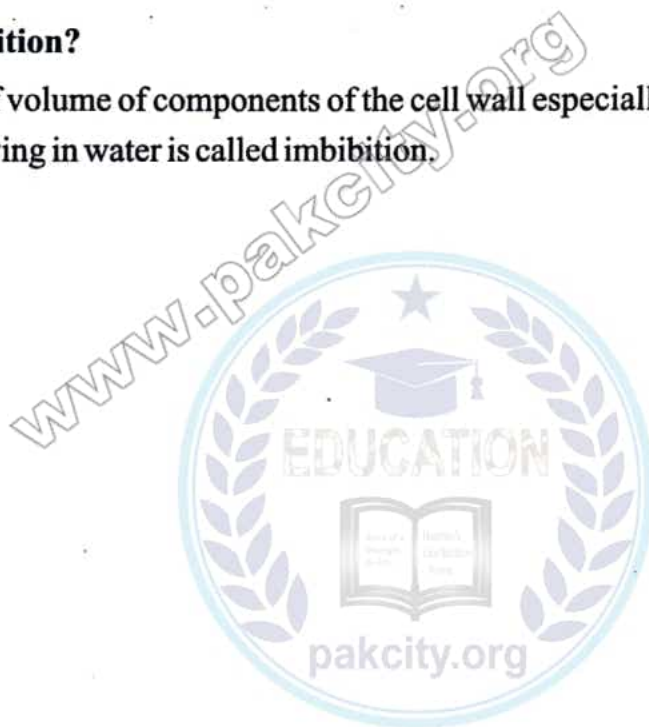 ition?
f volume of components of the cell wall especiall
ing in water is called imbibition.
www.pakcity.org
EDUCATION
pakcity.org